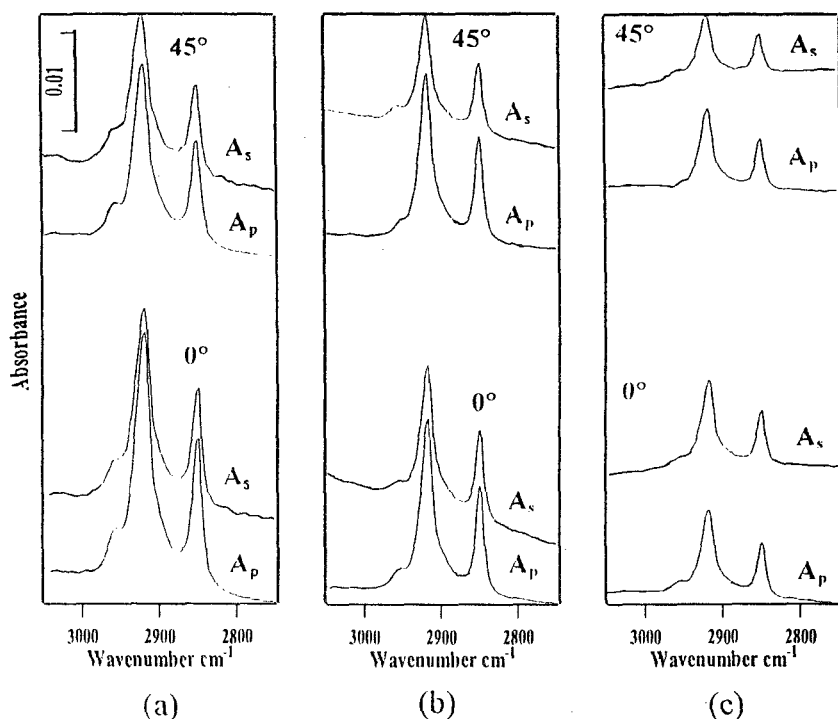 45°
0.01
A_s
A_p
0°
A_s
A_p
Absorbance
3000 2900 2800
Wavenumber cm⁻¹
(a)
45°
A_s
A_p
0°
A_s
A_p
3000 2900 2800
Wavenumber cm⁻¹
(b)
45°
A_s
A_p
0°
A_s
A_p
3000 2900 2800
Wavenumber cm⁻¹
(c)